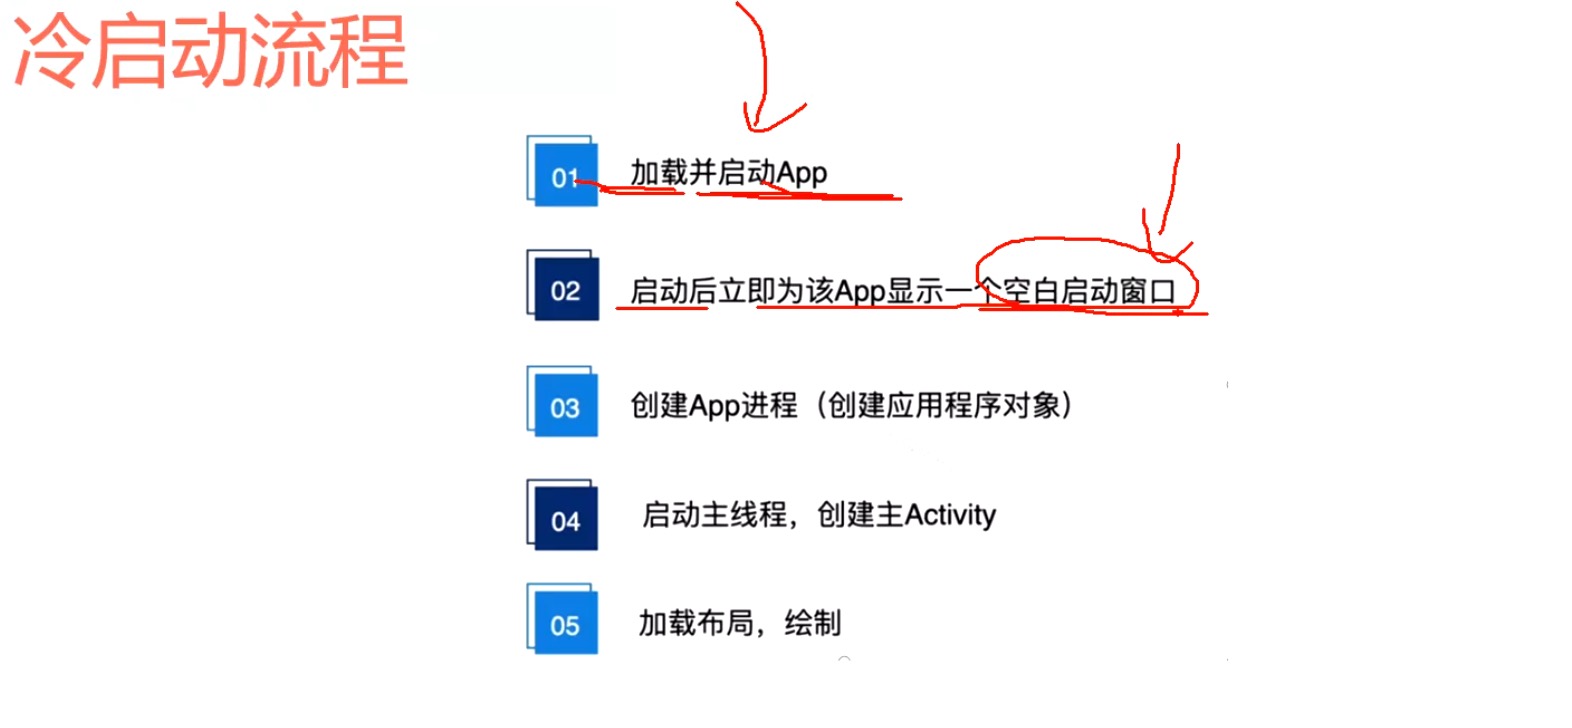 冷启动流程
01 加载并启动App
02 启动后立即为该App显示一个空白启动窗口
03 创建App进程（创建应用程序对象）
04 启动主线程，创建主Activity
05 加载布局，绘制